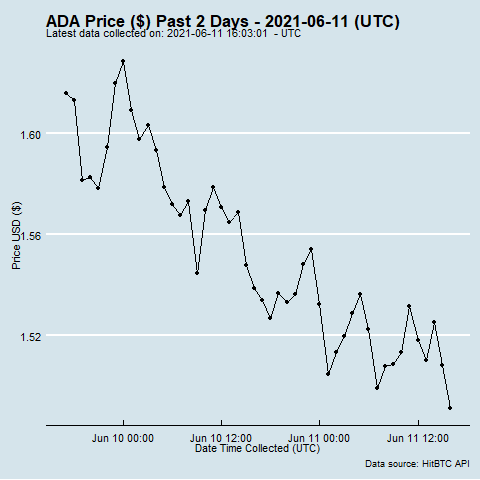 ADA Price ($) Past 2 Days - 2021-06-11 (UTC)
Latest data collected on: 2021-06-11 16:03:01  - UTC
Price USD ($)
1.60
1.56
1.52
Jun 10 00:00
Jun 10 12:00
Jun 11 00:00
Jun 11 12:00
Date Time Collected (UTC)
Data source: HitBTC API